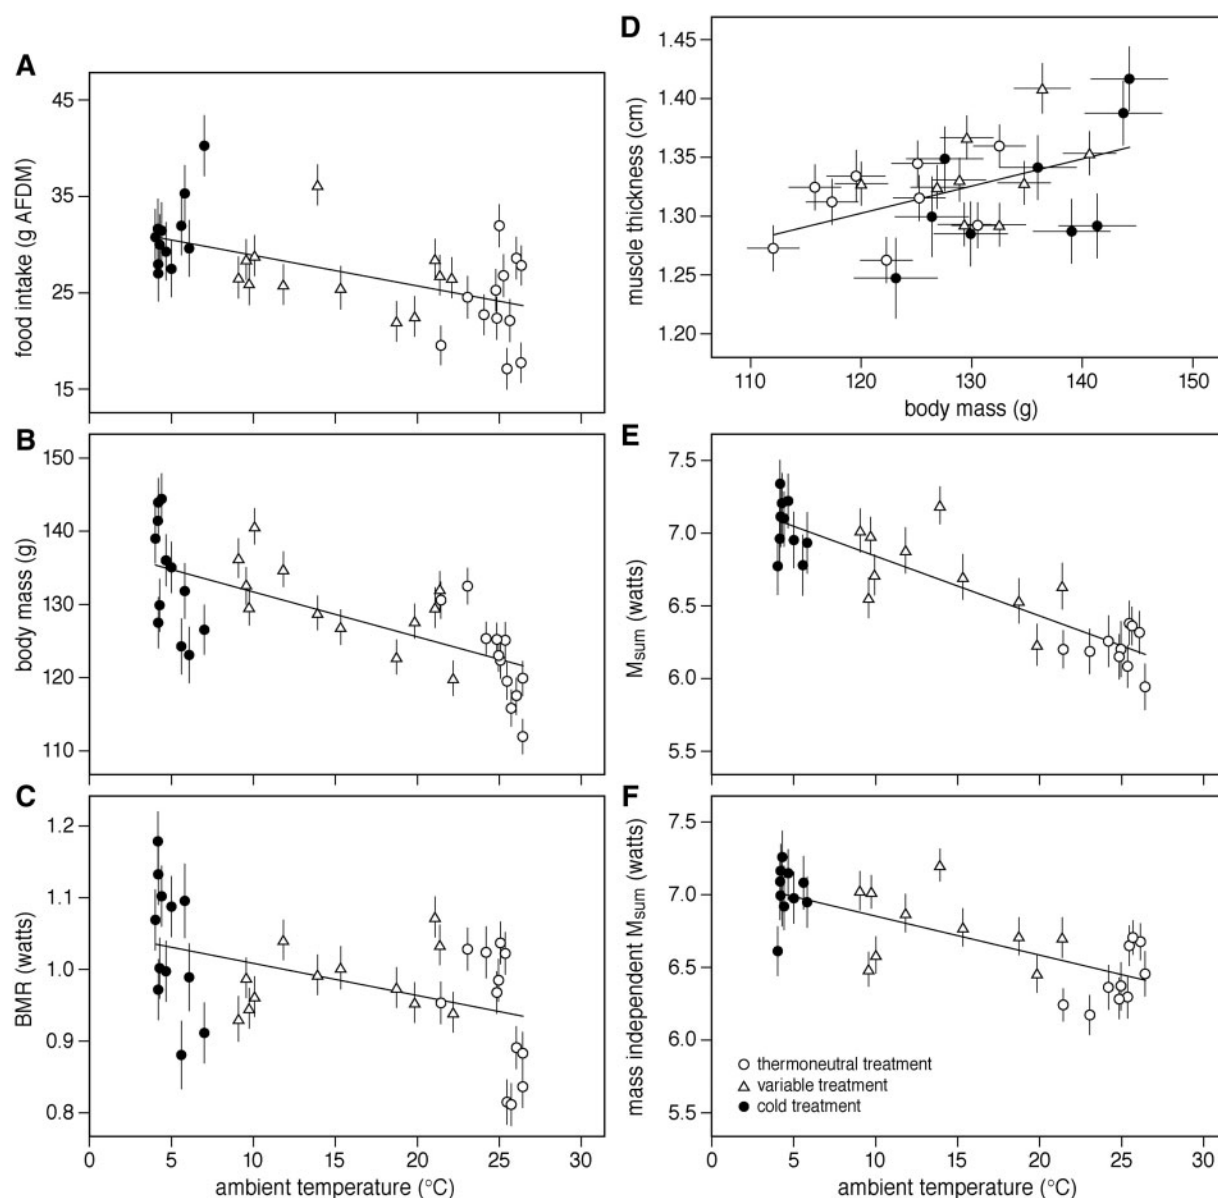 A
45
35
25
15
food intake (g AFDM)
D
1.45
1.40
1.35
1.30
1.25
1.20
muscle thickness (cm)
110 120 130 140 150
body mass (g)
B
150
140
130
120
110
body mass (g)
E
7.5
7.0
6.5
6.0
5.5
Msum (watts)
C
1.2
1.1
1.0
0.9
0.8
BMR (watts)
0 5 10 15 20 25 30
ambient temperature (°C)
F
7.5
7.0
6.5
6.0
5.5
mass independent Msum (watts)
thermoneutral treatment
variable treatment
cold treatment
0 5 10 15 20 25 30
ambient temperature (°C)